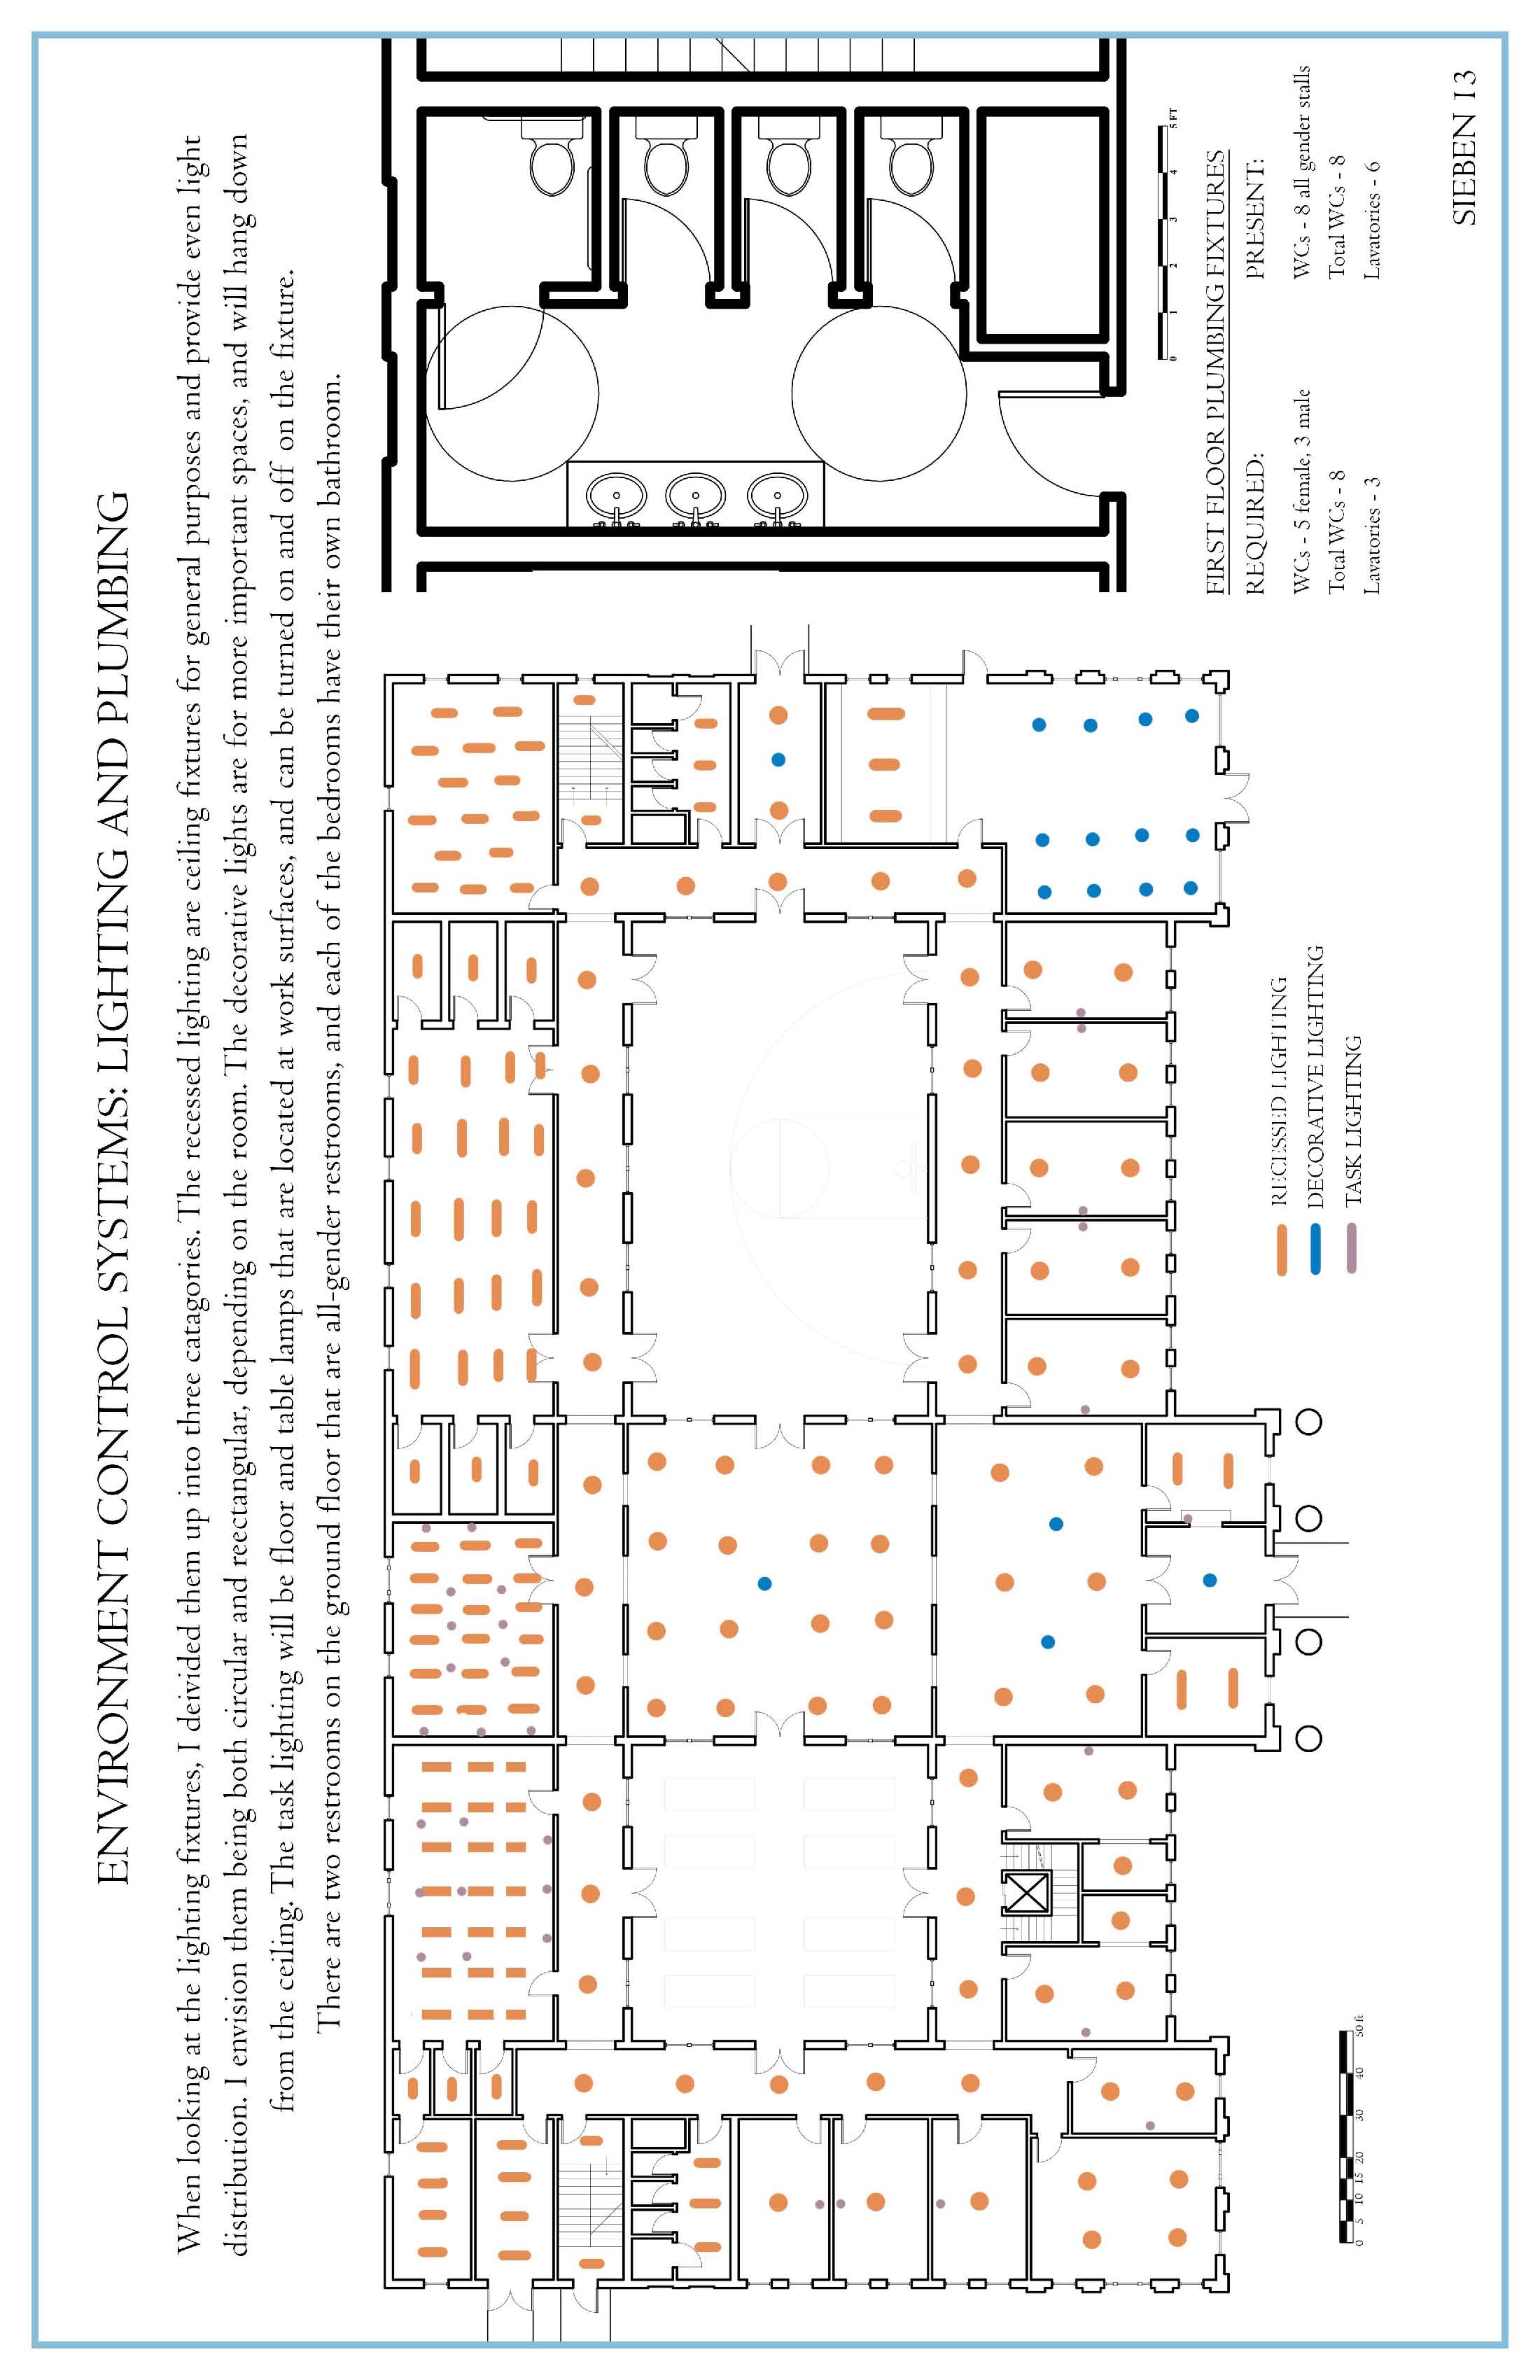 ENVIRONMENT CONTROL SYSTEMS: LIGHTING AND PLUMBING
When looking at the lighting fixtures, I deivided them up into three catagories. The recessed lighting are ceiling fixtures for general purposes and provide even light
distribution. I envision them being both circular and reectangular, depending on the room. The decorative lights are for more important spaces, and will hang down
from the ceiling. The task lighting will be floor and table lamps that are located at work surfaces, and can be turned on and off on the fixture.
There are two restrooms on the ground floor that are all-gender restrooms, and each of the bedrooms have their own bathroom.
0 1 2 3 4 5 FT
FIRST FLOOR PLUMBING FIXTURES
REQUIRED: PRESENT:
WCs - 5 female, 3 male WCs - 8 all gender stalls
Total WCs - 8 Total WCs - 8
Lavatories - 3 Lavatories - 6
RECESSED LIGHTING
DECORATIVE LIGHTING
TASK LIGHTING
0 5 10 15 20 30 40 50 ft
SIEBEN 13